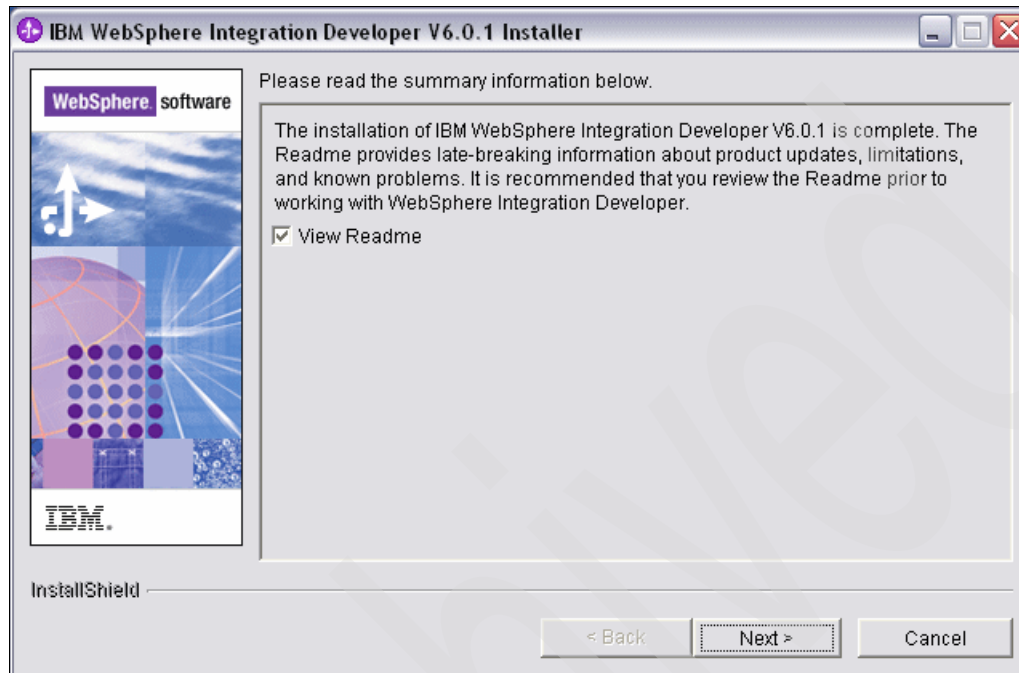 IBM WebSphere Integration Developer V6.0.1 Installer
WebSphere. software
Please read the summary information below.
The installation of IBM WebSphere Integration Developer V6.0.1 is complete. The
Readme provides late-breaking information about product updates, limitations,
and known problems. It is recommended that you review the Readme prior to
working with WebSphere Integration Developer.
View Readme
IBM.
InstallShield
< Back
Next >
Cancel